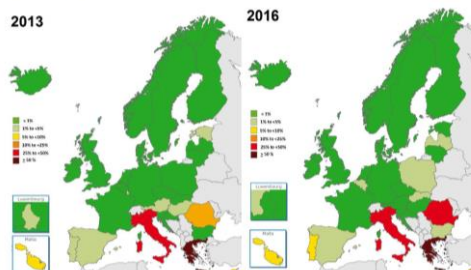 2013
< 1%
1% to <5%
5% to <10%
10% to <25%
25% to <50%
≥ 50 %
Luxembourg
Malta
2016
< 1%
1% to <5%
5% to <10%
10% to <25%
25% to <50%
≥ 50 %
Luxembourg
Malta